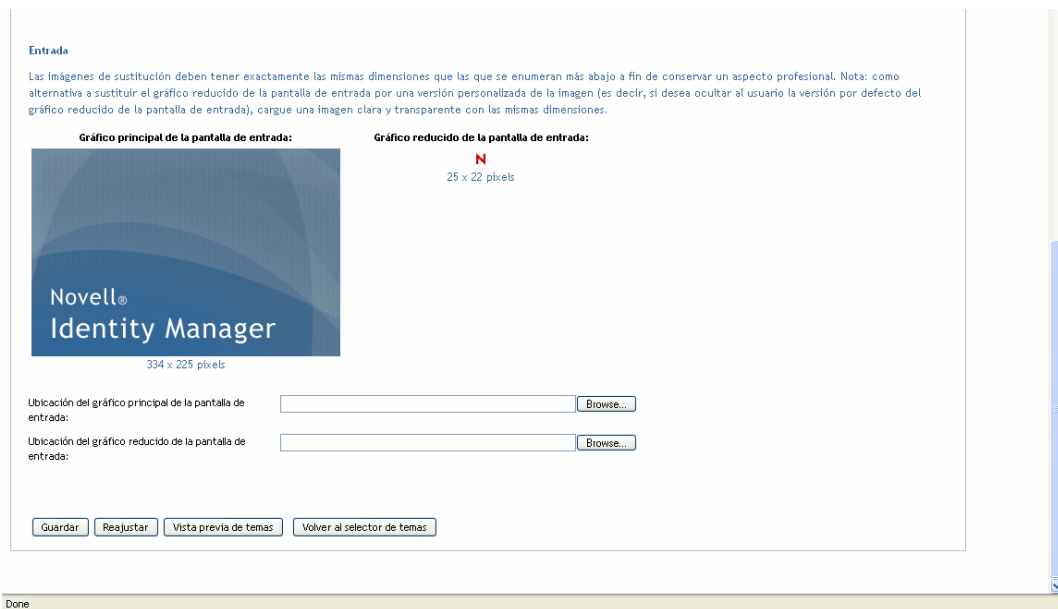 Entrada
Las imágenes de sustitución deben tener exactamente las mismas dimensiones que las que se enumeran más abajo a fin de conservar un aspecto profesional. Nota: como
alternativa a sustituir el gráfico reducido de la pantalla de entrada por una versión personalizada de la imagen (es decir, si desea ocultar al usuario la versión por defecto del
gráfico reducido de la pantalla de entrada), cargue una imagen clara y transparente con las mismas dimensiones.
Gráfico principal de la pantalla de entrada:
Gráfico reducido de la pantalla de entrada:
N
25 x 22 pixels
Novell®
Identity Manager
334 x 225 pixels
Ubicación del gráfico principal de la pantalla de
entrada:
Browse...
Ubicación del gráfico reducido de la pantalla de
entrada:
Browse...
Guardar Reajustar Vista previa de temas Volver al selector de temas
Done